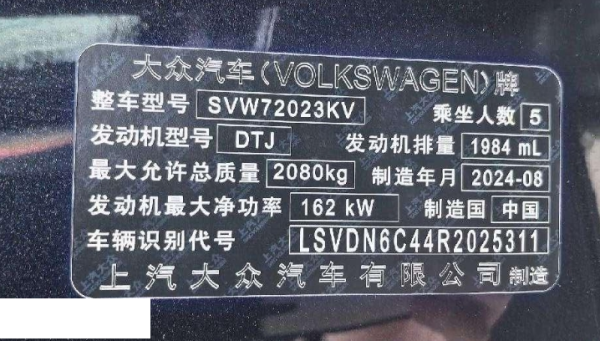 大众汽车(VOLKSWAGEN)牌
整车型号 SVW72023KV 乘坐人数 5
发动机型号 DTJ 发动机排量 1984 mL
最大允许总质量 2080kg 制造年月 2024-08
发动机最大净功率 162 kW 制造国 中国
车辆识别代号 LSVDN6C44R2025311
上汽大众汽车有限公司 制造